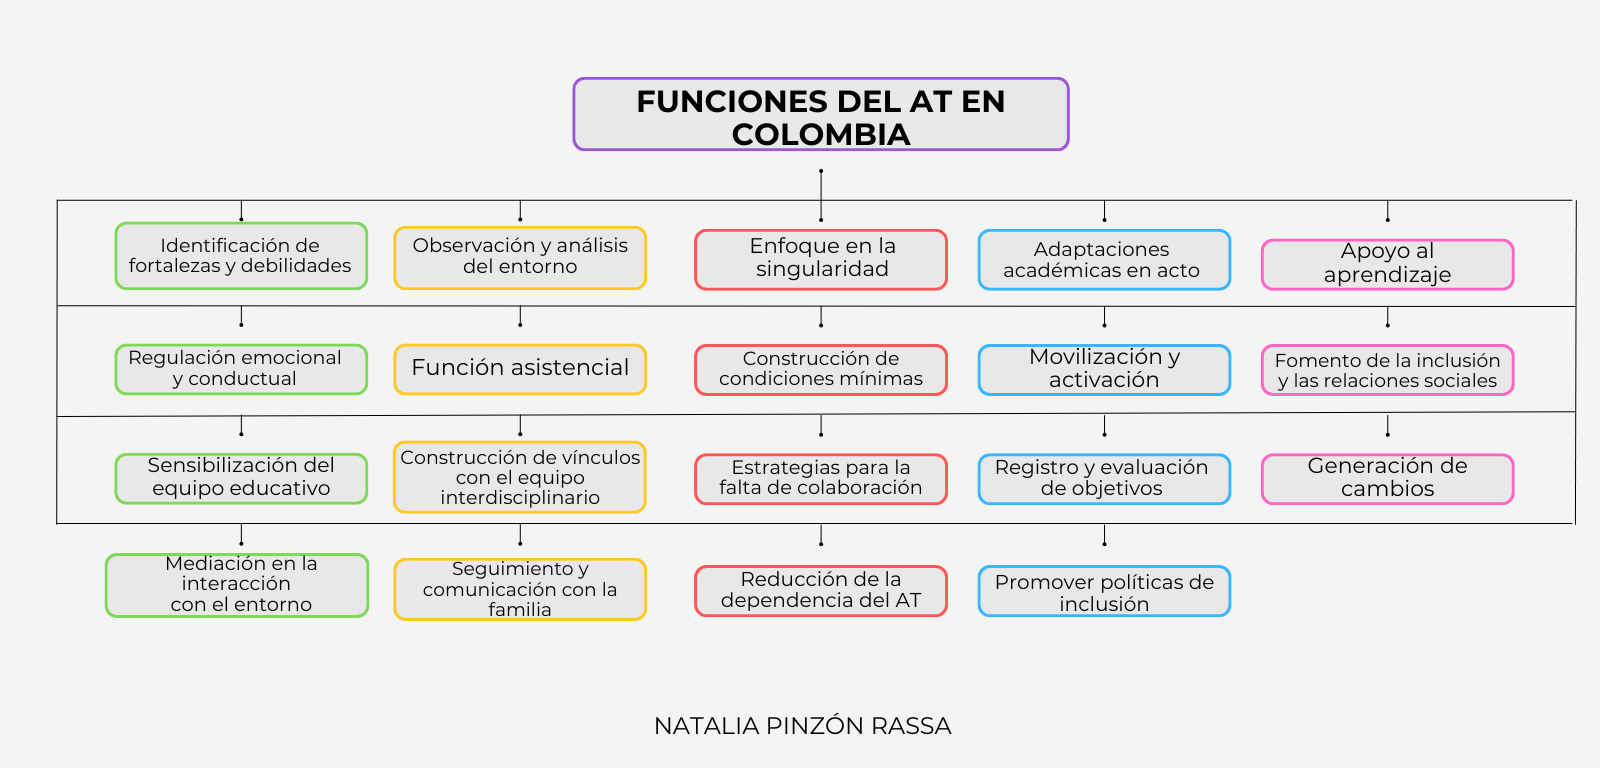 FUNCIONES DEL AT EN
COLOMBIA
Identificación de
fortalezas y debilidades
Observación y análisis
del entorno
Enfoque en la
singularidad
Adaptaciones
académicas en acto
Apoyo al
aprendizaje
Regulación emocional
y conductual
Función asistencial
Construcción de
condiciones mínimas
Movilización y
activación
Fomento de la inclusión
y las relaciones sociales
Sensibilización del
equipo educativo
Construcción de vínculos
con el equipo
interdisciplinario
Estrategias para la
falta de colaboración
Registro y evaluación
de objetivos
Generación de
cambios
Mediación en la
interacción
con el entorno
Seguimiento y
comunicación con la
familia
Reducción de la
dependencia del AT
Promover políticas de
inclusión
NATALIA PINZÓN RASSA